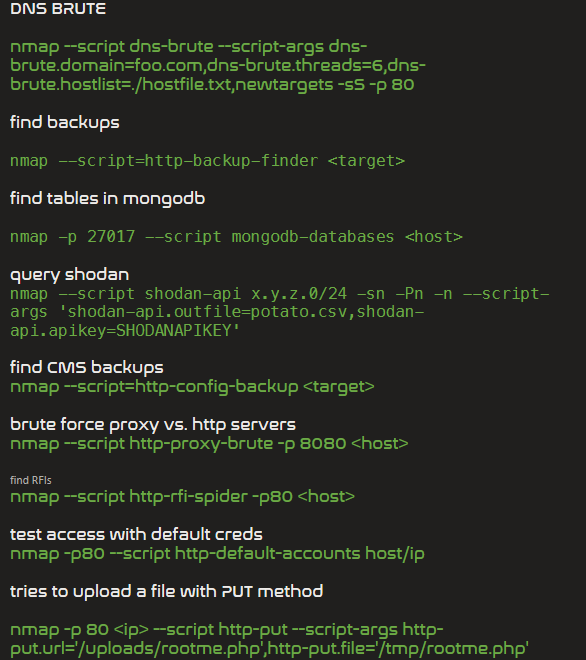 DNS BRUTE
nmap --script dns-brute --script-args dns-
brute.domain=foo.com,dns-brute.threads=6,dns-
brute.hostlist=./hostfile.txt,newtargets -sS -p 80
find backups
nmap --script=http-backup-finder <target>
find tables in mongodb
nmap -p 27017 --script mongodb-databases <host>
query shodan
nmap --script shodan-api x.y.z.0/24 -sn -Pn -n --script-
args 'shodan-api.outfile=potato.csv,shodan-
api.apikey=SHODANAPIKEY'
find CMS backups
nmap --script=http-config-backup <target>
brute force proxy vs. http servers
nmap --script http-proxy-brute -p 8080 <host>
find RFIs
nmap --script http-rfi-spider -p80 <host>
test access with default creds
nmap -p80 --script http-default-accounts host/ip
tries to upload a file with PUT method
nmap -p 80 <ip> --script http-put --script-args http-
put.url='/uploads/rootme.php',http-put.file='/tmp/rootme.php'